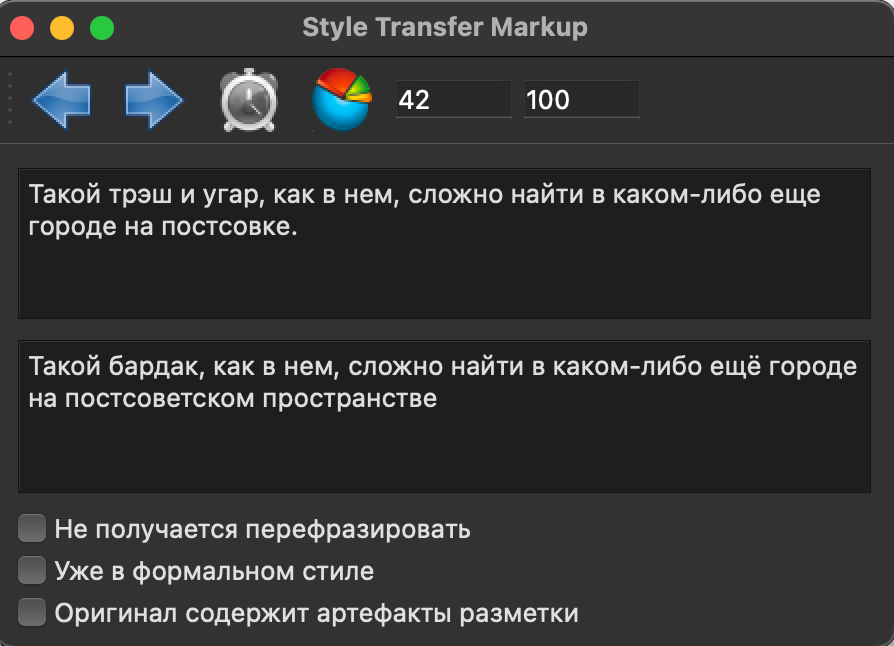 Style Transfer Markup
42 100
Такой трэш и угар, как в нем, сложно найти в каком-либо еще
городе на постсовке.
Такой бардак, как в нем, сложно найти в каком-либо ещё городе
на постсоветском пространстве
Не получается перефразировать
Уже в формальном стиле
Оригинал содержит артефакты разметки